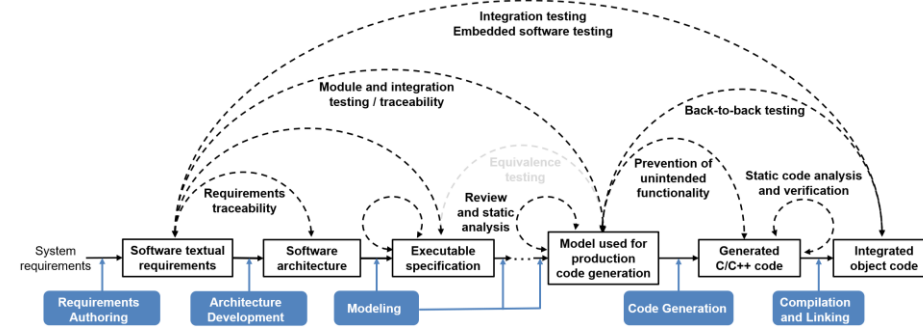 Integration testing
Embedded software testing
Module and integration
testing / traceability
Back-to-back testing
Equivalence
testing
Prevention of
unintended
functionality
Static code analysis
and verification
Requirements
traceability
Review
and static
analysis
System
requirements
Software textual
requirements
Software
architecture
Executable
specification
Model used for
production
code generation
Generated
C/C++ code
Integrated
object code
Requirements
Authoring
Architecture
Development
Modeling
Code Generation
Compilation
and Linking